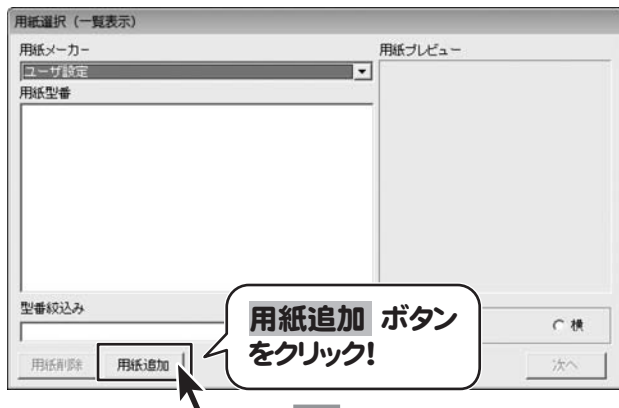 用紙選択（一覧表示）
用紙メーカー
用紙プレビュー
ユーザ設定
用紙型番
型番絞込み
横
用紙削除
用紙追加
次へ
用紙追加 ボタン
をクリック！